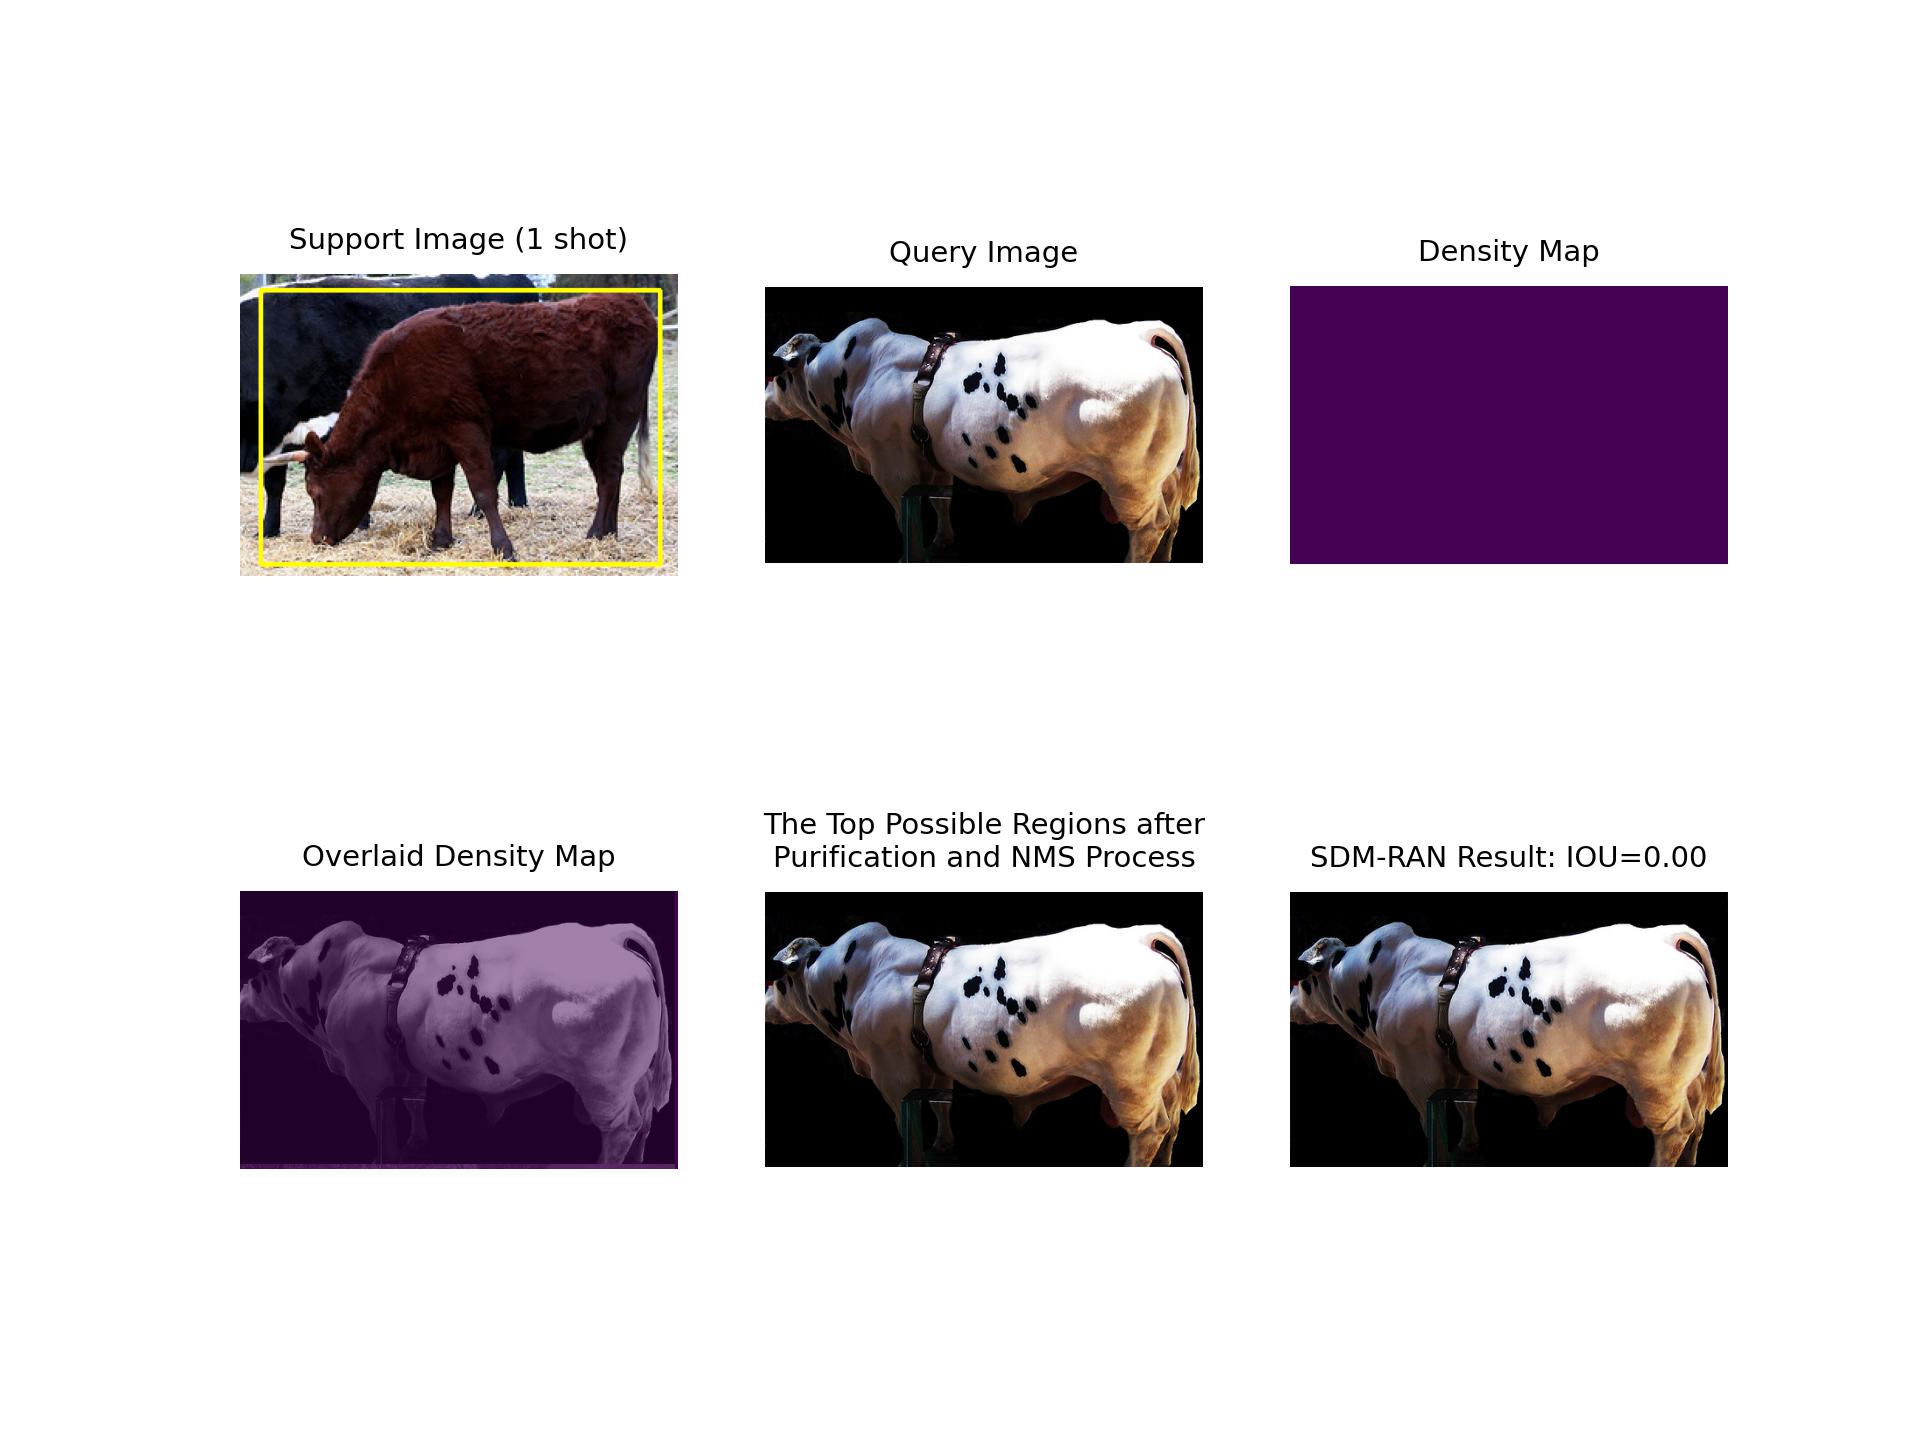 Support Image (1 shot)
Query Image
Density Map
Overlaid Density Map
The Top Possible Regions after
Purification and NMS Process
SDM-RAN Result: IOU=0.00